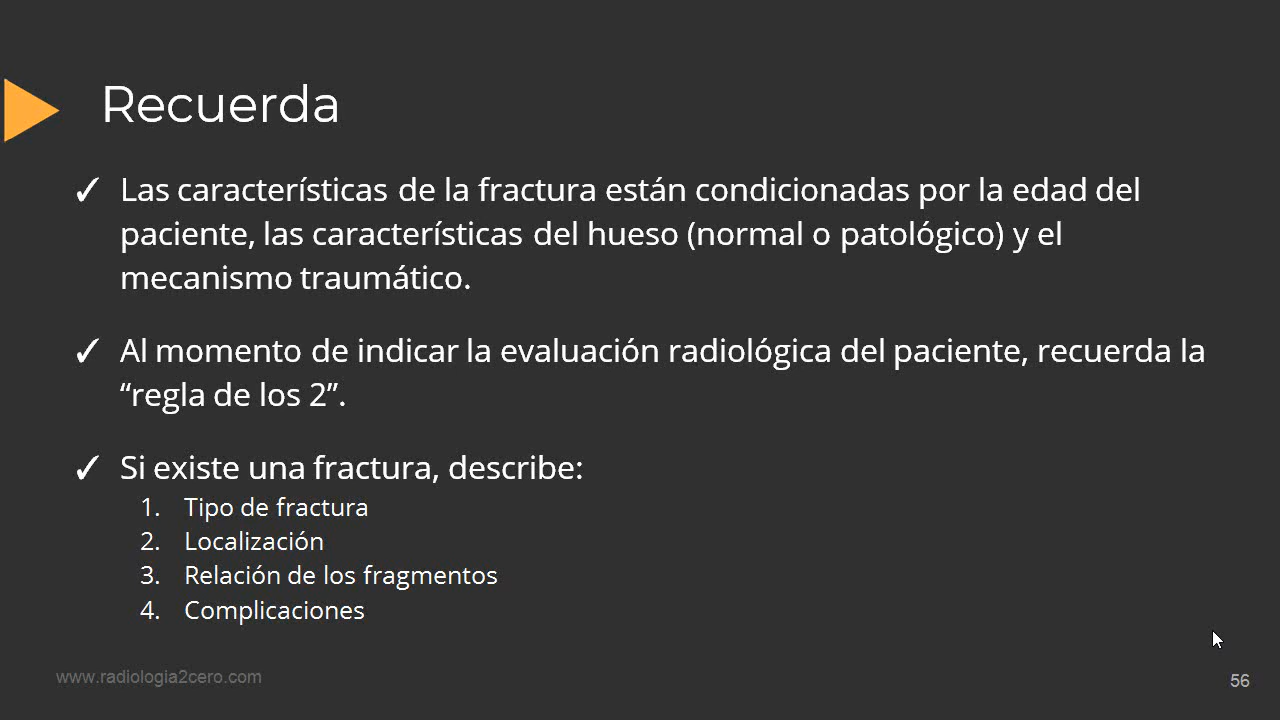 Recuerda
✓ Las características de la fractura están condicionadas por la edad del
paciente, las características del hueso (normal o patológico) y el
mecanismo traumático.
✓ Al momento de indicar la evaluación radiológica del paciente, recuerda la
“regla de los 2”.
✓ Si existe una fractura, describe:
1. Tipo de fractura
2. Localización
3. Relación de los fragmentos
4. Complicaciones
www.radiologia2cero.com
56